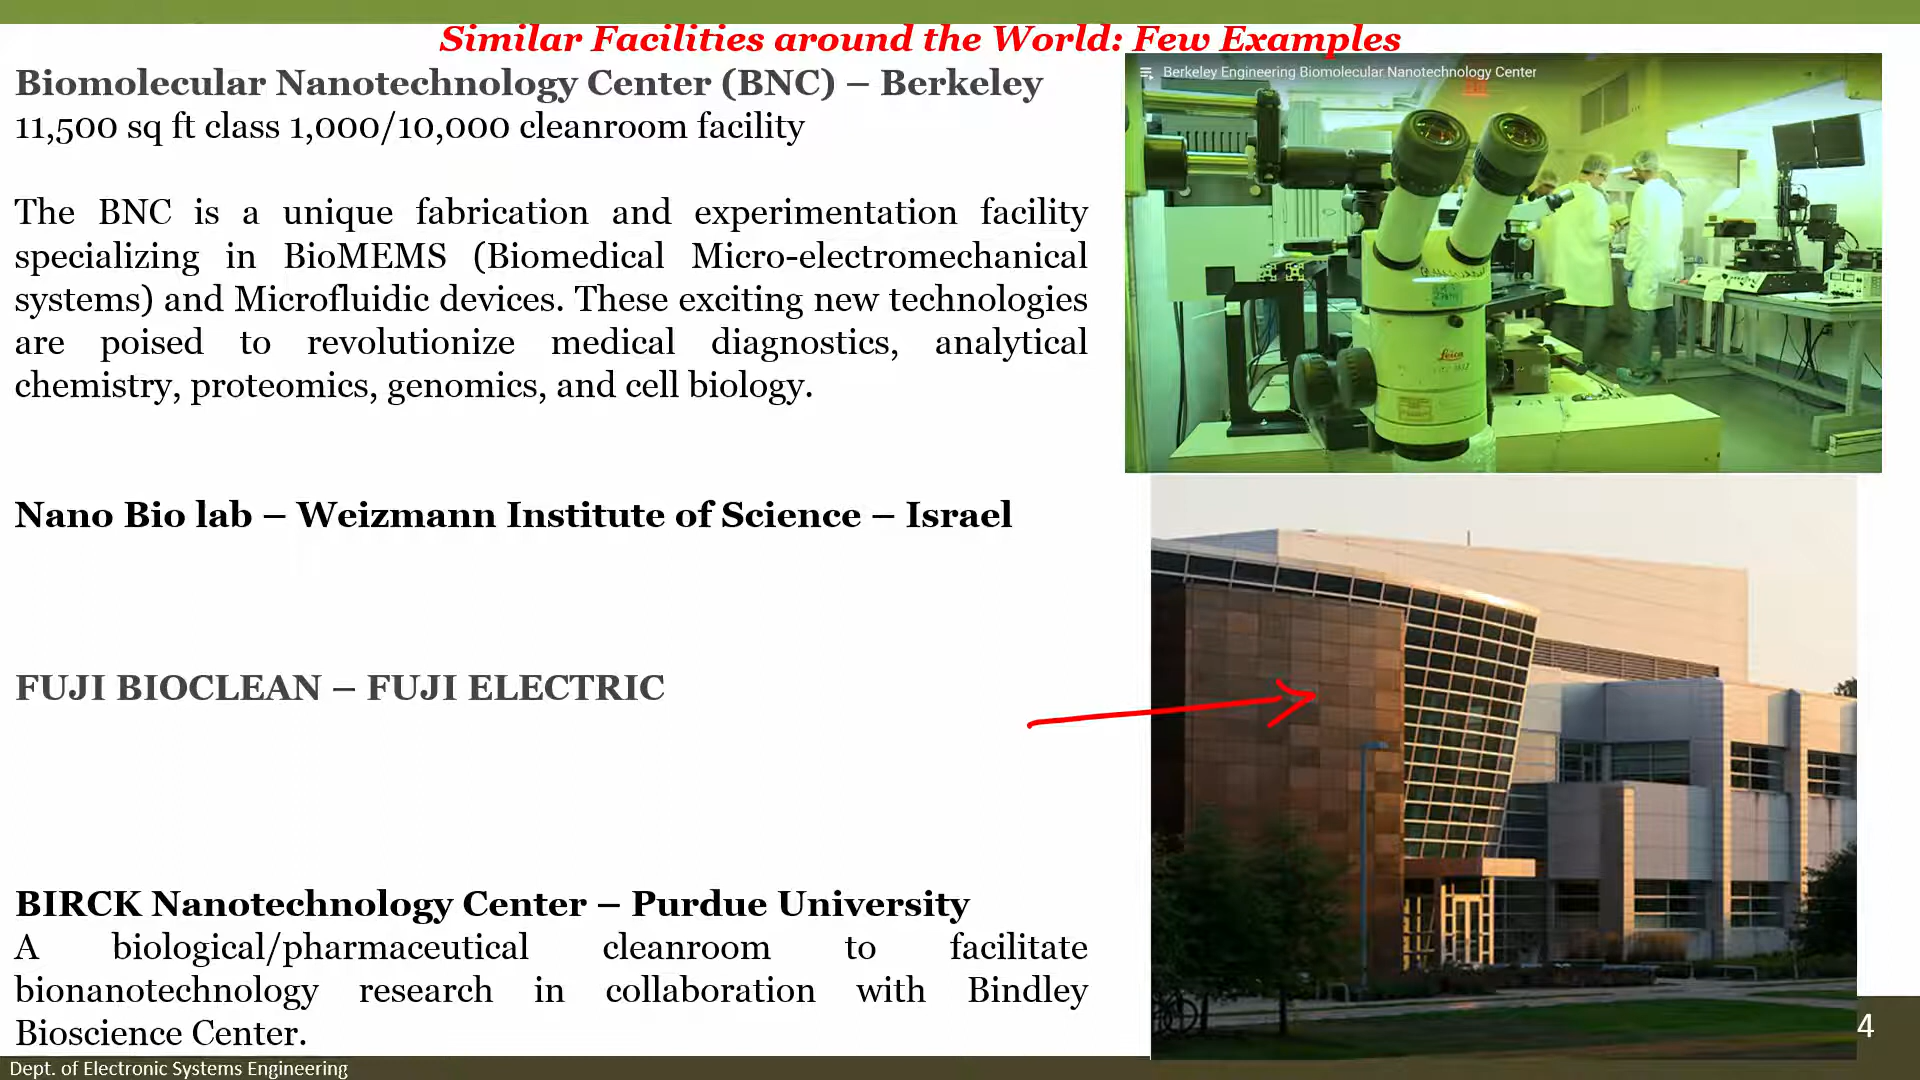 Similar Facilities around the World: Few Examples
Biomolecular Nanotechnology Center (BNC) – Berkeley
11,500 sq ft class 1,000/10,000 cleanroom facility
The BNC is a unique fabrication and experimentation facility
specializing in BioMEMS (Biomedical Micro-electromechanical
systems) and Microfluidic devices. These exciting new technologies
are poised to revolutionize medical diagnostics, analytical
chemistry, proteomics, genomics, and cell biology.
Nano Bio lab – Weizmann Institute of Science – Israel
FUJI BIOCLEAN – FUJI ELECTRIC
BIRCK Nanotechnology Center – Purdue University
A biological/pharmaceutical cleanroom to facilitate
bionanotechnology research in collaboration with Bindley
Bioscience Center.
Berkeley Engineering Biomolecular Nanotechnology Center
Leica
4
Dept. of Electronic Systems Engineering